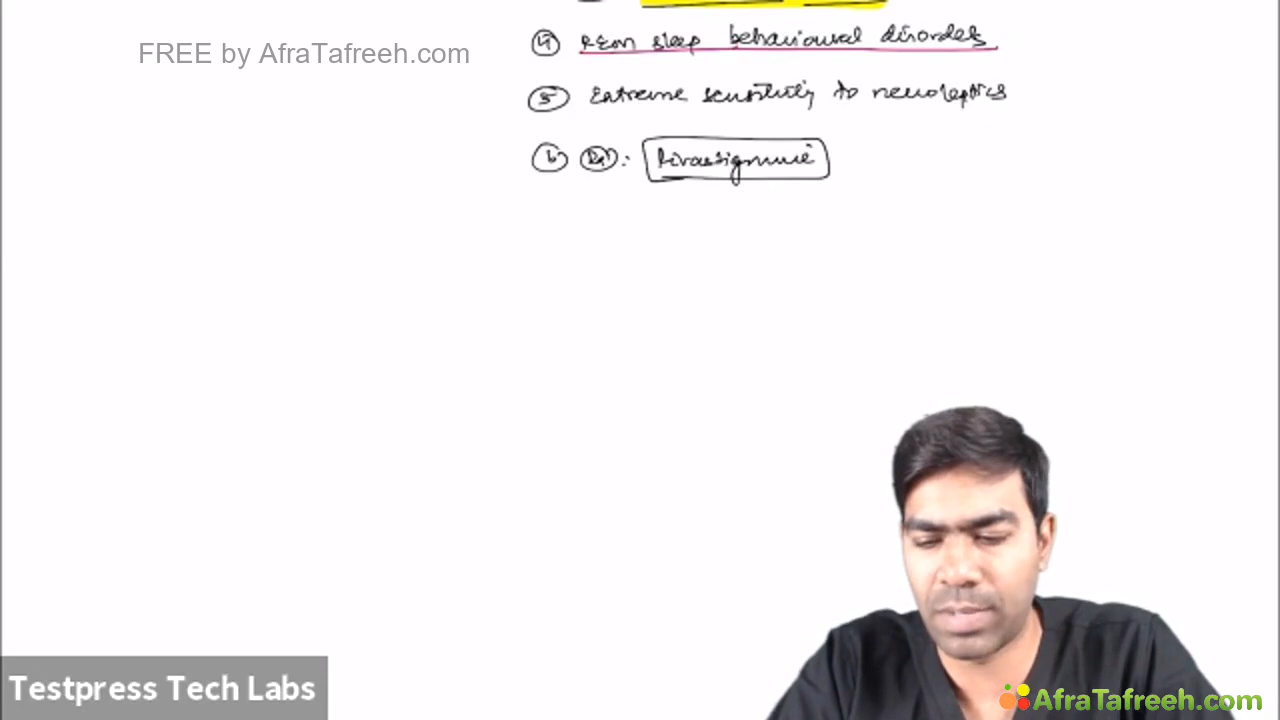 ④ REM sleep behavioural disorder
FREE by AfraTafreeh.com
⑤ Extreme sensitivity to neuroleptics
⑥ Rx: Rivastigmine
Testpress Tech Labs
AfraTafreeh.com